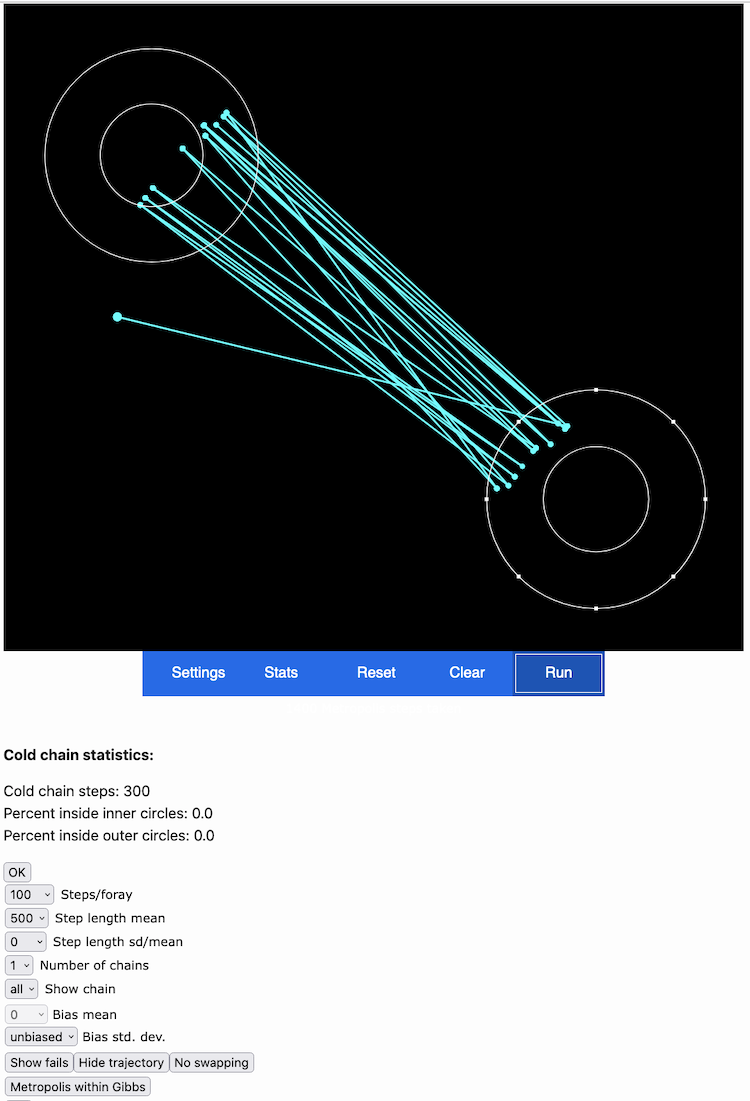 Settings Stats Reset Clear Run
Cold chain statistics:
Cold chain steps: 300
Percent inside inner circles: 0.0
Percent inside outer circles: 0.0
OK
100 Steps/foray
500 Step length mean
0 Step length sd/mean
1 Number of chains
all Show chain
0 Bias mean
unbiased Bias std. dev.
Show fails Hide trajectory No swapping
Metropolis within Gibbs